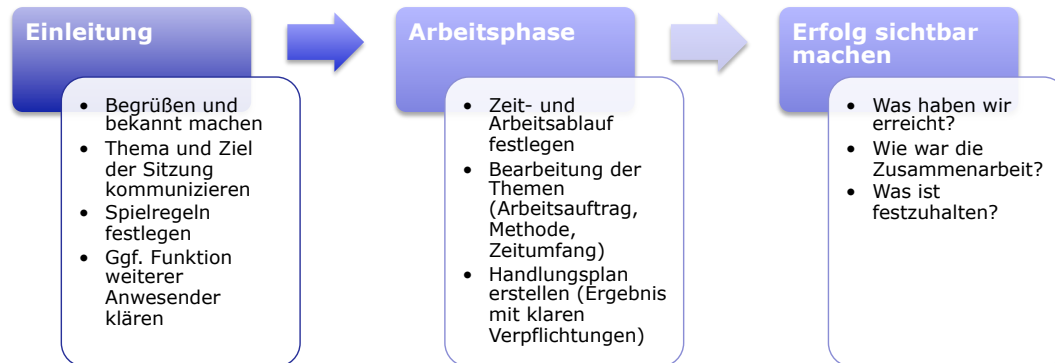 Einleitung
• Begrüßen und
bekannt machen
• Thema und Ziel
der Sitzung
kommunizieren
• Spielregeln
festlegen
• Ggf. Funktion
weiterer
Anwesender
klären
Arbeitsphase
• Zeit- und
Arbeitsablauf
festlegen
• Bearbeitung der
Themen
(Arbeitsauftrag,
Methode,
Zeitumfang)
• Handlungsplan
erstellen (Ergebnis
mit klaren
Verpflichtungen)
Erfolg sichtbar
machen
• Was haben wir
erreicht?
• Wie war die
Zusammenarbeit?
• Was ist
festzuhalten?